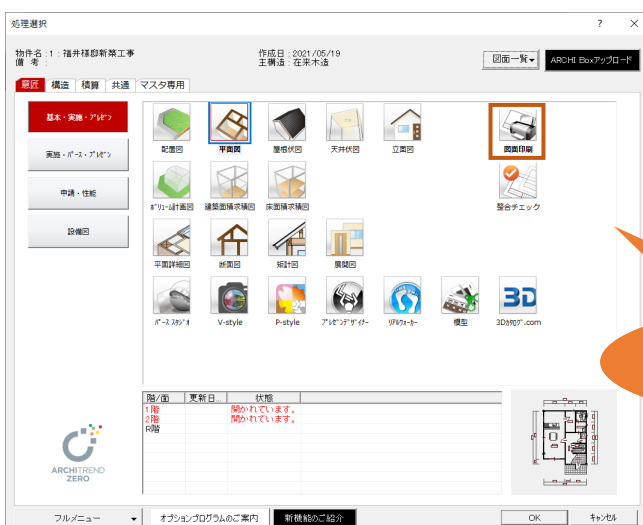 処理選択
? ×
物件名:1:福井様邸新築工事
備 考:
作成日:2021/05/19
主構造:在来木造
図面一覧▼
ARCHI Boxアップロード
意匠 構造 積算 共通 マスタ専用
基本・実施・ﾌﾟﾚｾﾞﾝ
実施・ﾊﾟｰｽ・ﾌﾟﾚｾﾞﾝ
申請・性能
設備図
配置図 平面図 屋根伏図 天井伏図 立面図 図面印刷
ﾎﾞﾘｭｰﾑ計画図 建築面積求積図 床面積求積図 整合チェック
平面詳細図 断面図 矩計図 展開図
ﾊﾟｰｽ ｽﾀｼﾞｵ V-style P-style ﾌﾟﾚｾﾞﾝﾃﾞｻﾞｲﾅｰ ﾘｱﾙｳｫｰｶｰ 模型 3Dｶﾀﾛｸﾞ.com
3D
階/面 更新日... 状態
1階 開かれています。
2階 開かれています。
R階
ARCHITREND
ZERO
フルメニュー ▼
オプションプログラムのご案内
新機能のご紹介
OK
ｷｬﾝｾﾙ